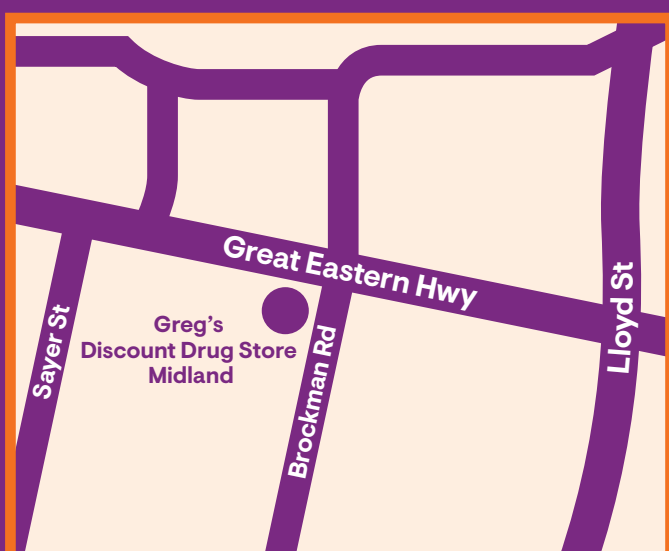 Great Eastern Hwy
Lloyd St
Sayer St
Greg’s
Discount Drug Store
Midland
Brockman Rd